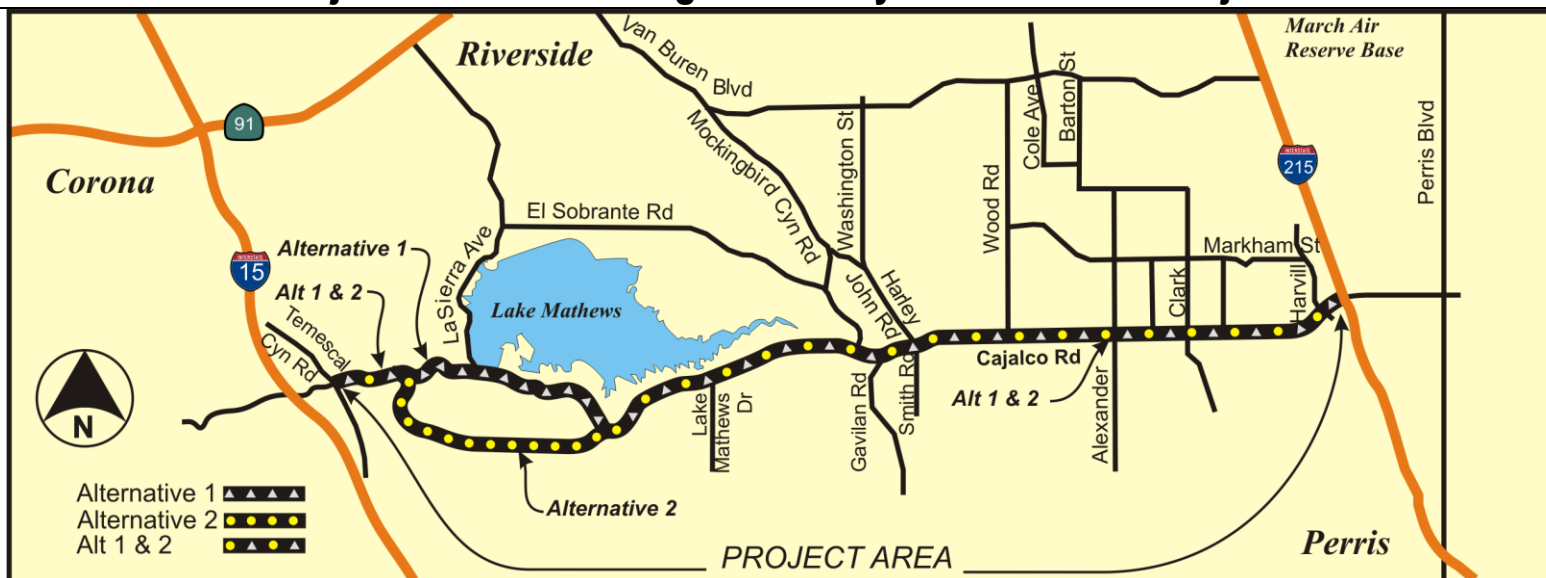 March Air
Reserve Base
Riverside
Van Buren Blvd
91
Corona
Mockingbird Cyn Rd
Washington St
Cole Ave
Barton St
INTERSTATE
215
Perris Blvd
El Sobrante Rd
Wood Rd
Markham St
Alternative 1
LaSierra Ave
INTERSTATE
15
Alt 1 & 2
Lake Mathews
John Rd
Harley
Clark
Harvill
Temescal
Cyn Rd
Cajalco Rd
Alt 1 & 2
Lake
Mathews
Dr
Gavilan Rd
Smith Rd
Alexander
N
Alternative 2
Alternative 1
Alternative 2
Alt 1 & 2
PROJECT AREA
Perris